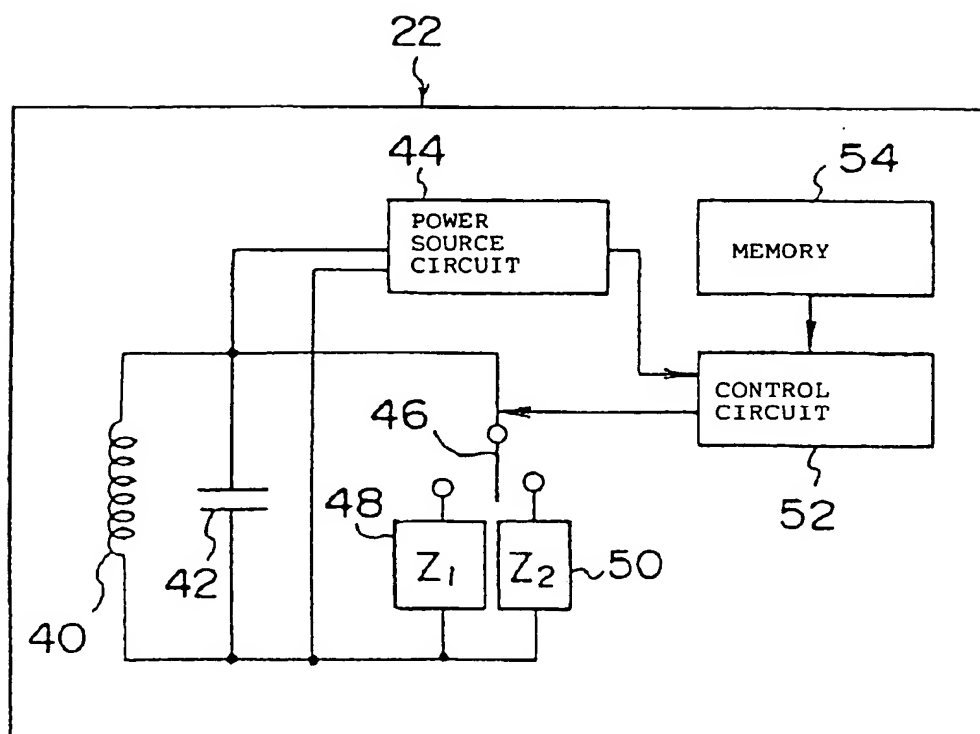 22
44
54
POWER
SOURCE
CIRCUIT
MEMORY
46
CONTROL
CIRCUIT
48
Z1
Z2
50
52
42
40